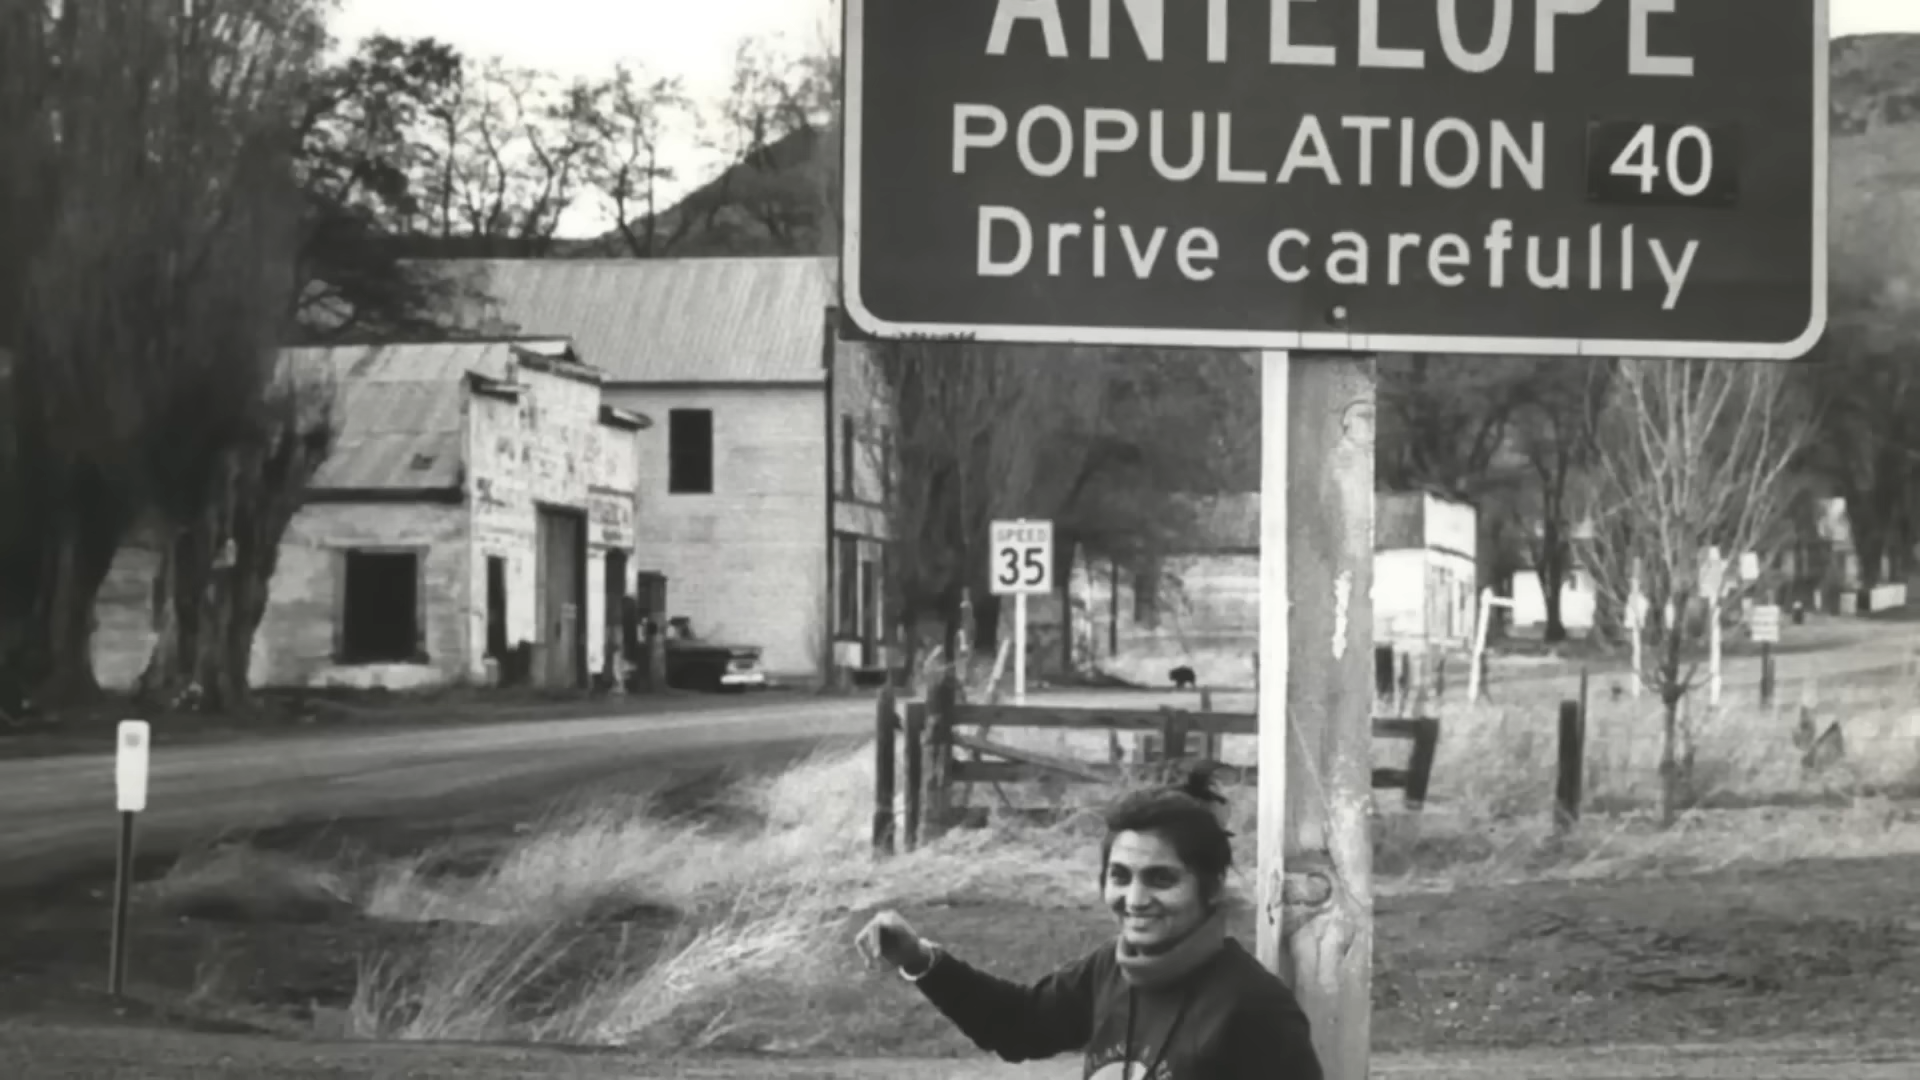 ANTELOPE
POPULATION 40
Drive carefully
SPEED
35